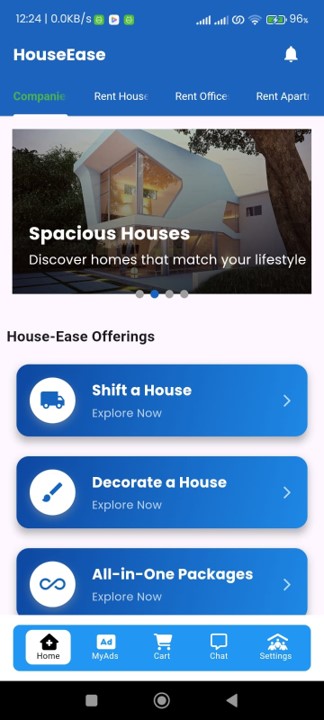 12:24 | 0.0KB/s
96%
HouseEase
Companie
Rent House
Rent Office
Rent Apart
Spacious Houses
Discover homes that match your lifestyle
House-Ease Offerings
Shift a House
Explore Now
Decorate a House
Explore Now
All-in-One Packages
Explore Now
Ad
Home
MyAds
Cart
Chat
Settings